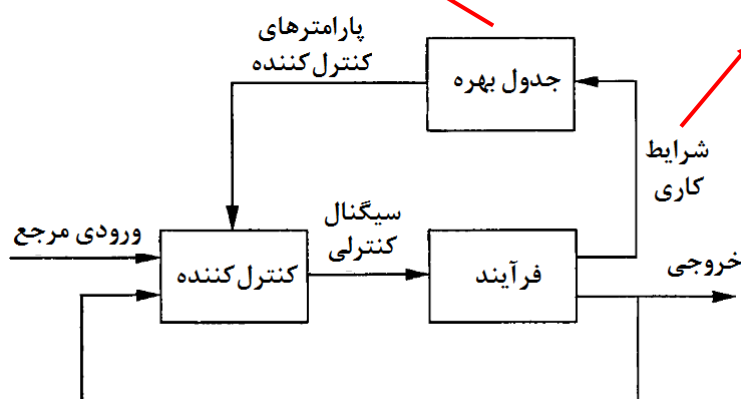 پارامترهای
کنترل‌کننده
جدول بهره
شرایط
کاری
سیگنال
کنترلی
ورودی مرجع
کنترل‌کننده
فرآیند
خروجی